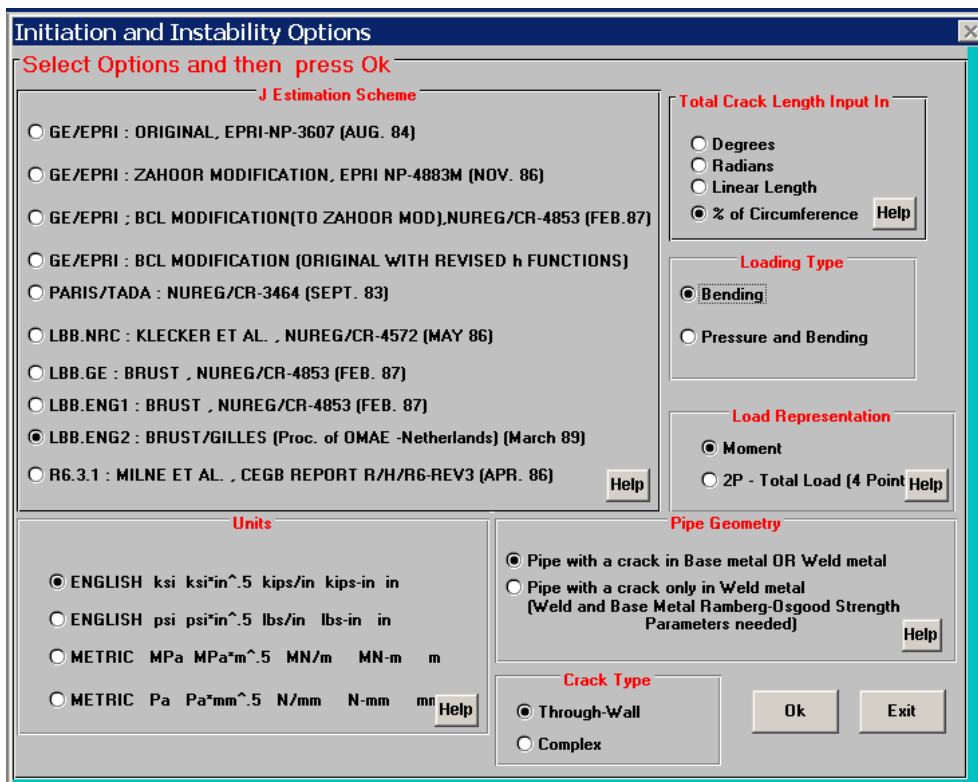 Initiation and Instability Options
Select Options and then press Ok
J Estimation Scheme
GE/EPRI : ORIGINAL, EPRI-NP-3607 (AUG. 84)
GE/EPRI : ZAHOOR MODIFICATION, EPRI NP-4883M (NOV. 86)
GE/EPRI ; BCL MODIFICATION(TO ZAHOOR MOD),NUREG/CR-4853 (FEB.87)
GE/EPRI : BCL MODIFICATION (ORIGINAL WITH REVISED h FUNCTIONS)
PARIS/TADA : NUREG/CR-3464 (SEPT. 83)
LBB.NRC : KLECKER ET AL. , NUREG/CR-4572 (MAY 86)
LBB.GE : BRUST , NUREG/CR-4853 (FEB. 87)
LBB.ENG1 : BRUST , NUREG/CR-4853 (FEB. 87)
LBB.ENG2 : BRUST/GILLES (Proc. of OMAE -Netherlands) (March 89)
R6.3.1 : MILNE ET AL. , CEGB REPORT R/H/R6-REV3 (APR. 86)
Help
Total Crack Length Input In
Degrees
Radians
Linear Length
% of Circumference
Help
Loading Type
Bending
Pressure and Bending
Load Representation
Moment
2P - Total Load (4 Point
Help
Units
ENGLISH ksi ksi*in^.5 kips/in kips-in in
ENGLISH psi psi*in^.5 lbs/in lbs-in in
METRIC MPa MPa*m^.5 MN/m MN-m m
METRIC Pa Pa*mm^.5 N/mm N-mm
Help
Pipe Geometry
Pipe with a crack in Base metal OR Weld metal
Pipe with a crack only in Weld metal
(Weld and Base Metal Ramberg-Osgood Strength
Parameters needed)
Help
Crack Type
Through-Wall
Complex
Ok
Exit